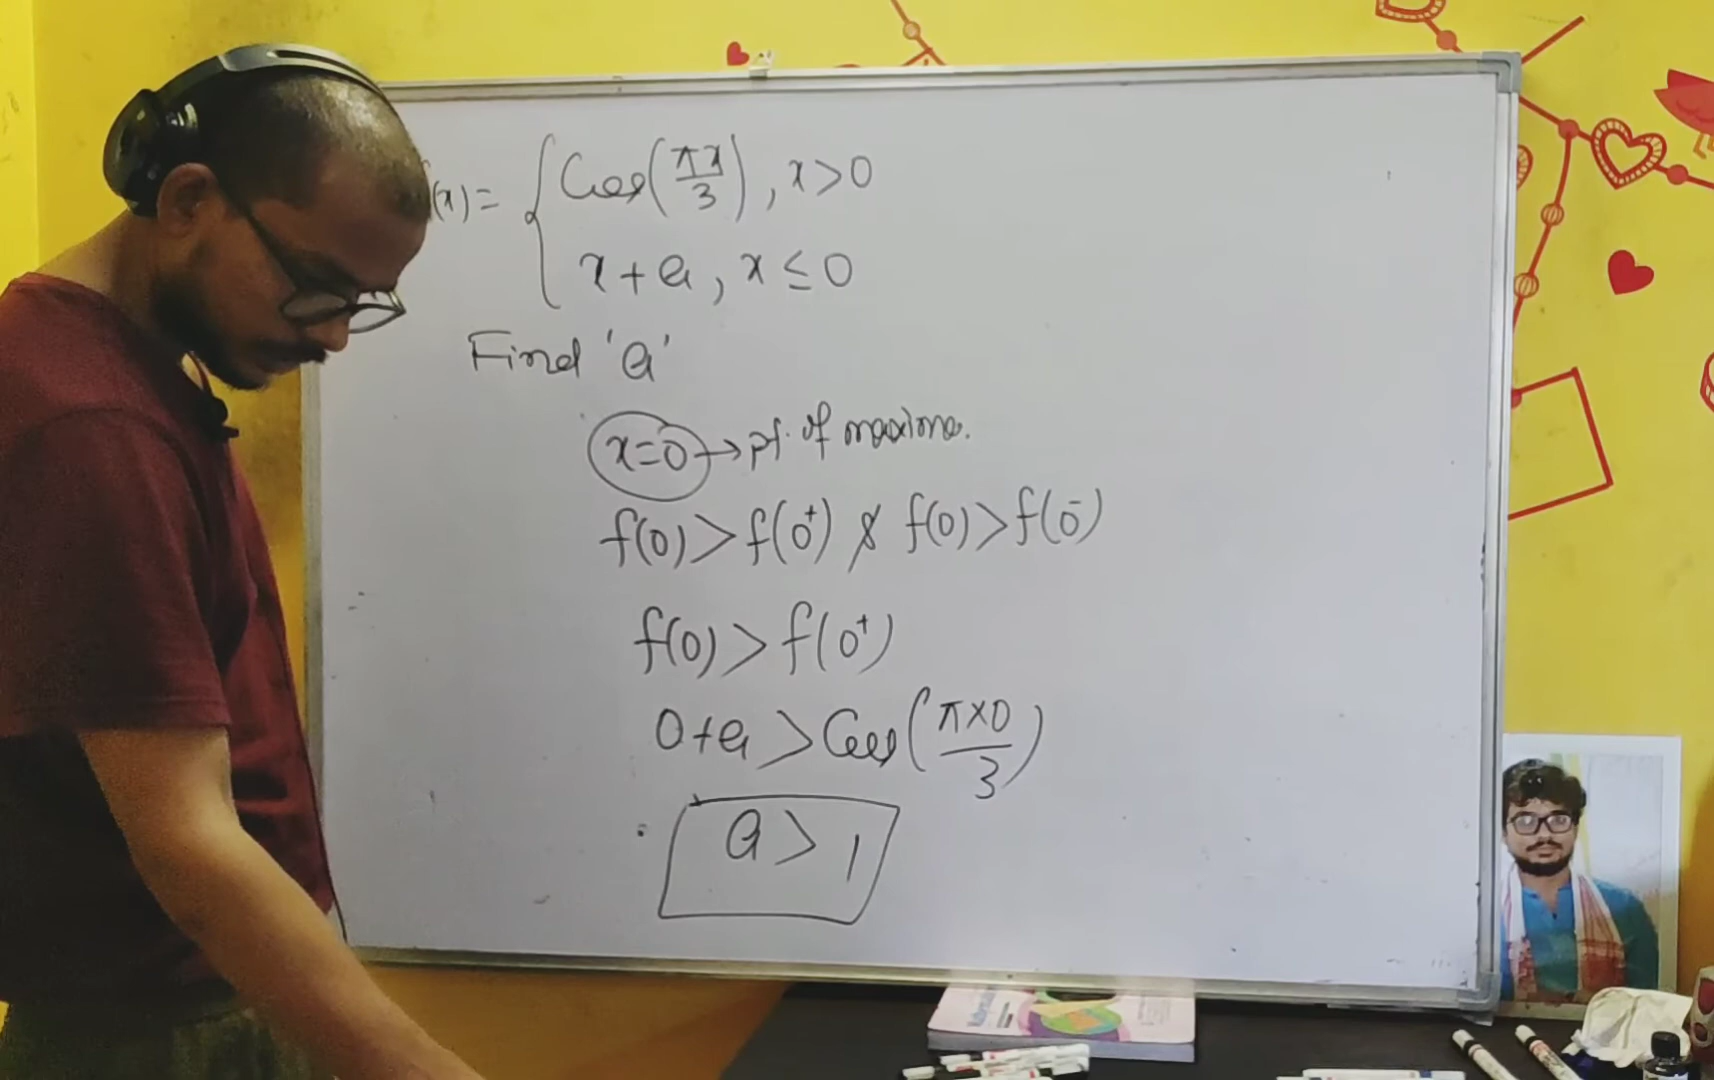 (x) = { Cos(πx/3), x>0
x+a, x≤0
Find 'a'
x=0 → pt. of maxima.
f(0)>f(0⁺) & f(0)>f(0⁻)
f(0)>f(0⁺)
0+a>Cos(π×0/3)
a>1